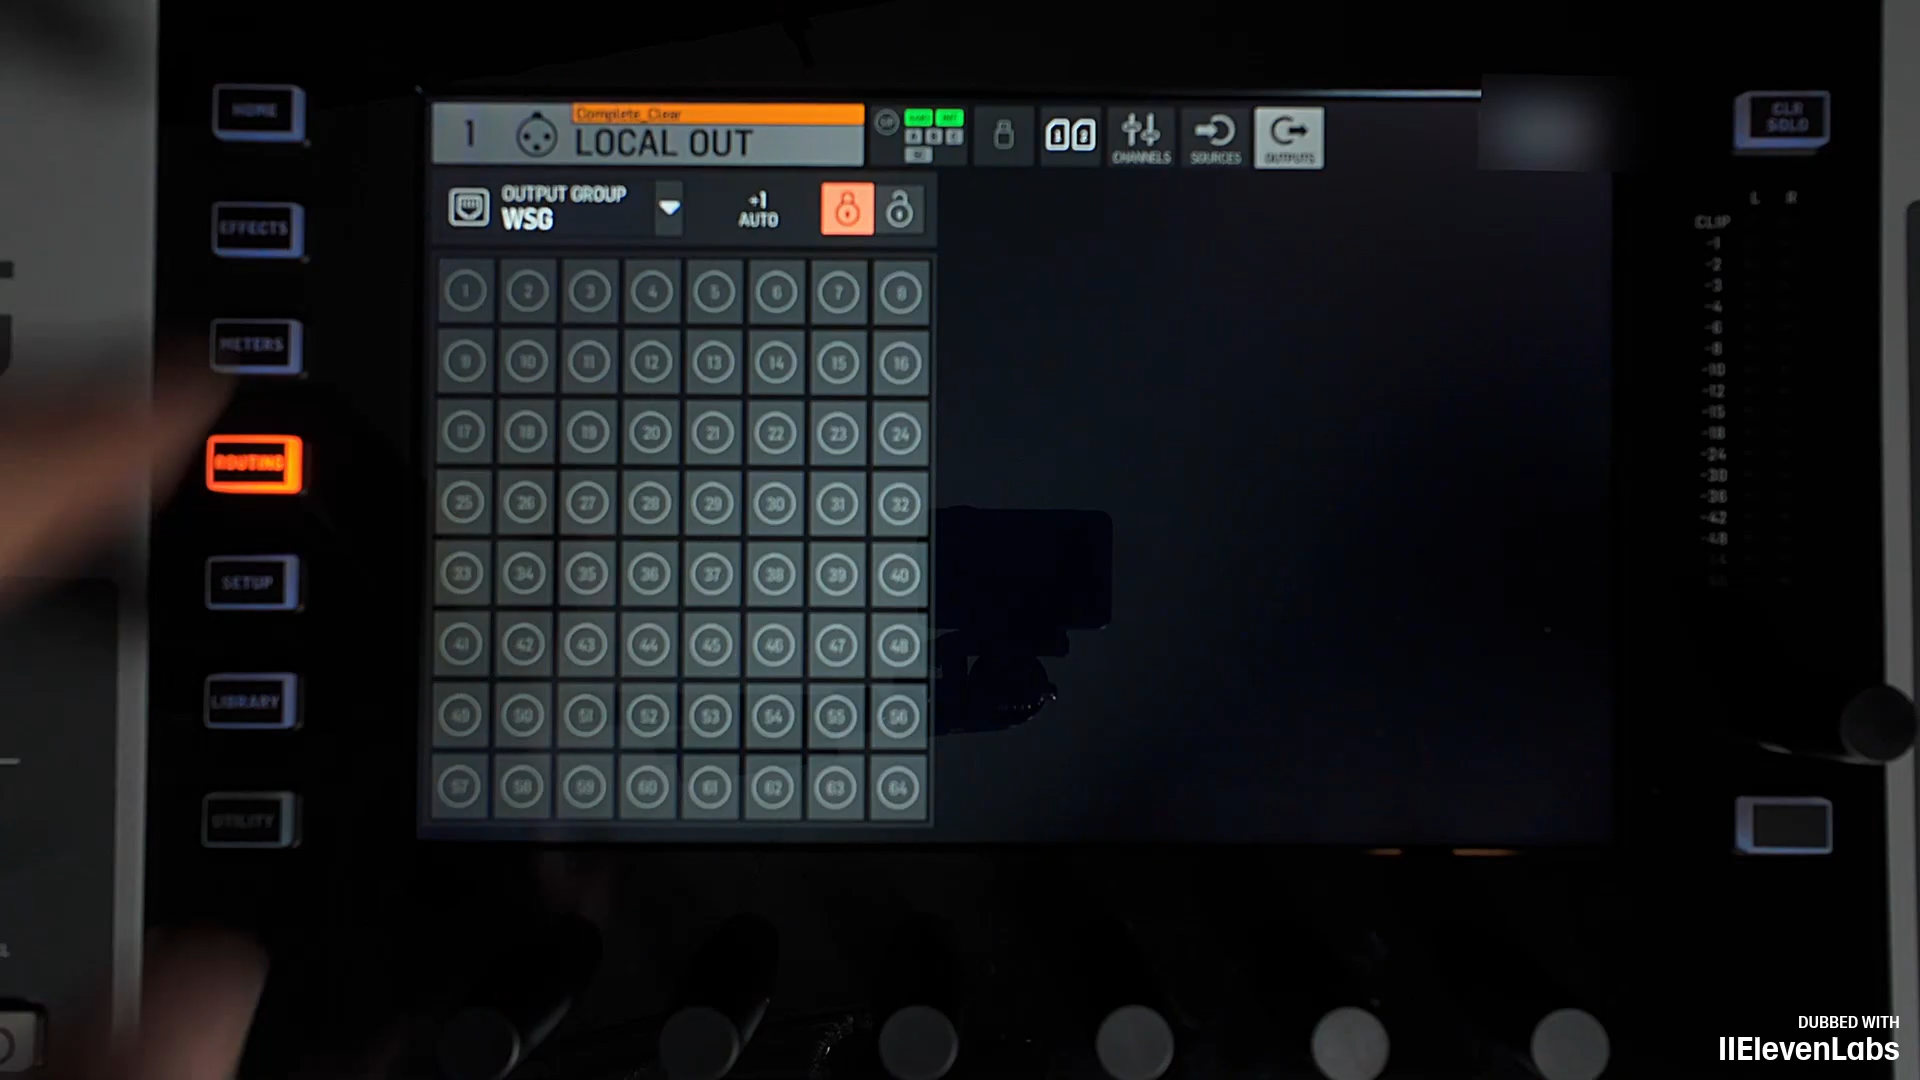 HOME
EFFECTS
METERS
ROUTING
SETUP
LIBRARY
UTILITY
1
Complete_Clear
LOCAL OUT
CHANNELS
SOURCES
OUTPUTS
1 2
OUTPUT GROUP
WSG
+1
AUTO
1 2 3 4 5 6 7 8
9 10 11 12 13 14 15 16
17 18 19 20 21 22 23 24
25 26 27 28 29 30 31 32
33 34 35 36 37 38 39 40
41 42 43 44 45 46 47 48
49 50 51 52 53 54 55 56
57 58 59 60 61 62 63 64
CLR
SOLO
L R
CLIP
-1
-2
-3
-4
-6
-8
-10
-12
-15
-18
-24
-30
-36
-42
-48
DUBBED WITH
IIElevenLabs